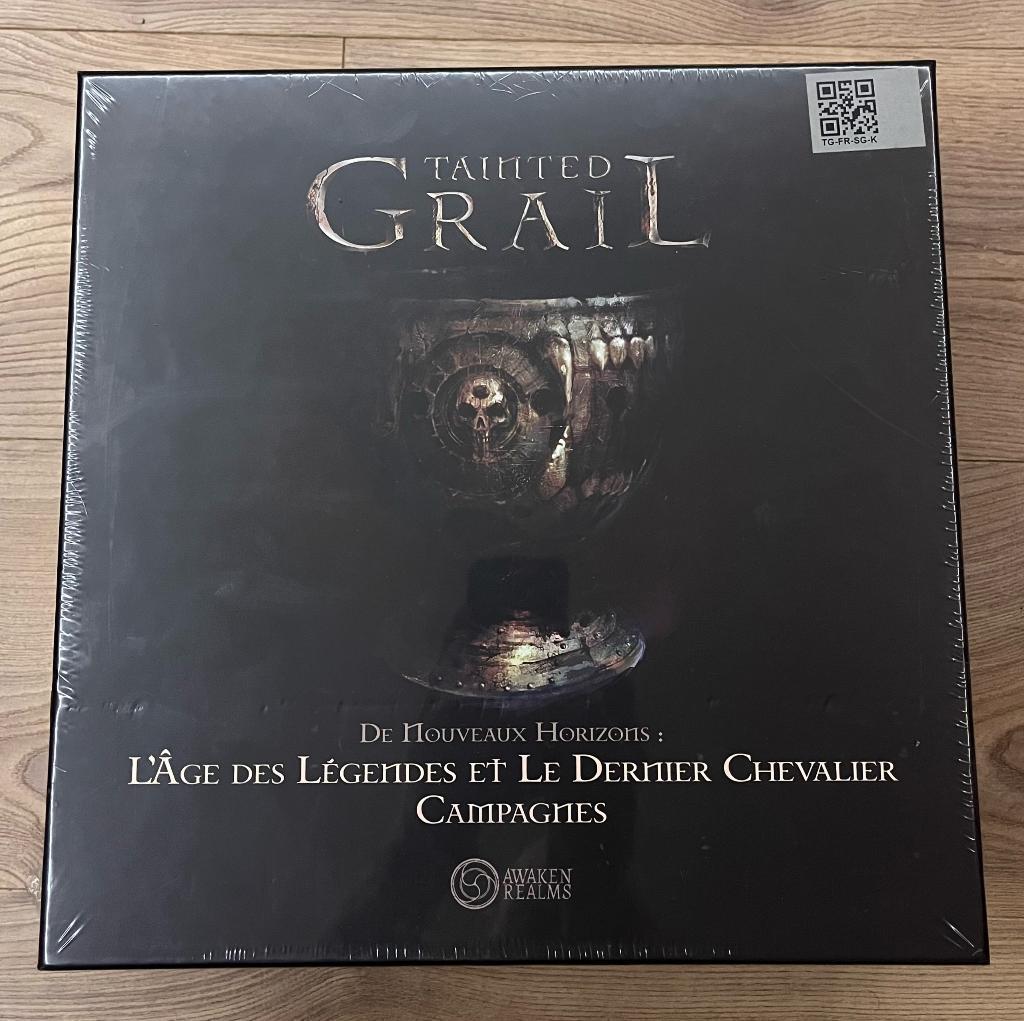 TG-FR-SG-K
TAINTED
GRAIL
De Nouveaux Horizons :
L'Âge des Légendes et Le Dernier Chevalier
Campagnes
AWAKEN
REALMS